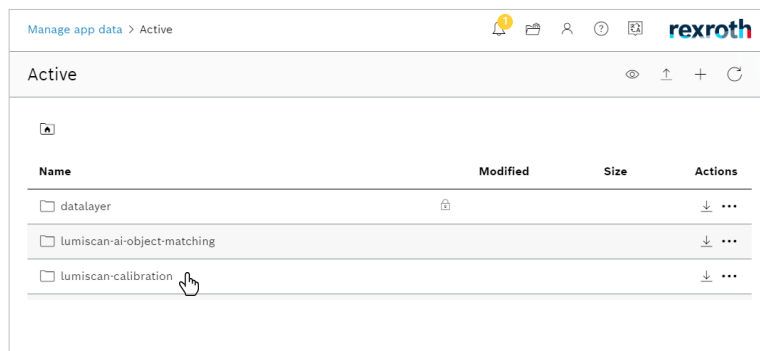 Manage app data > Active
1
?
rexroth
Active
Name Modified Size Actions
datalayer
lumiscan-ai-object-matching
lumiscan-calibration